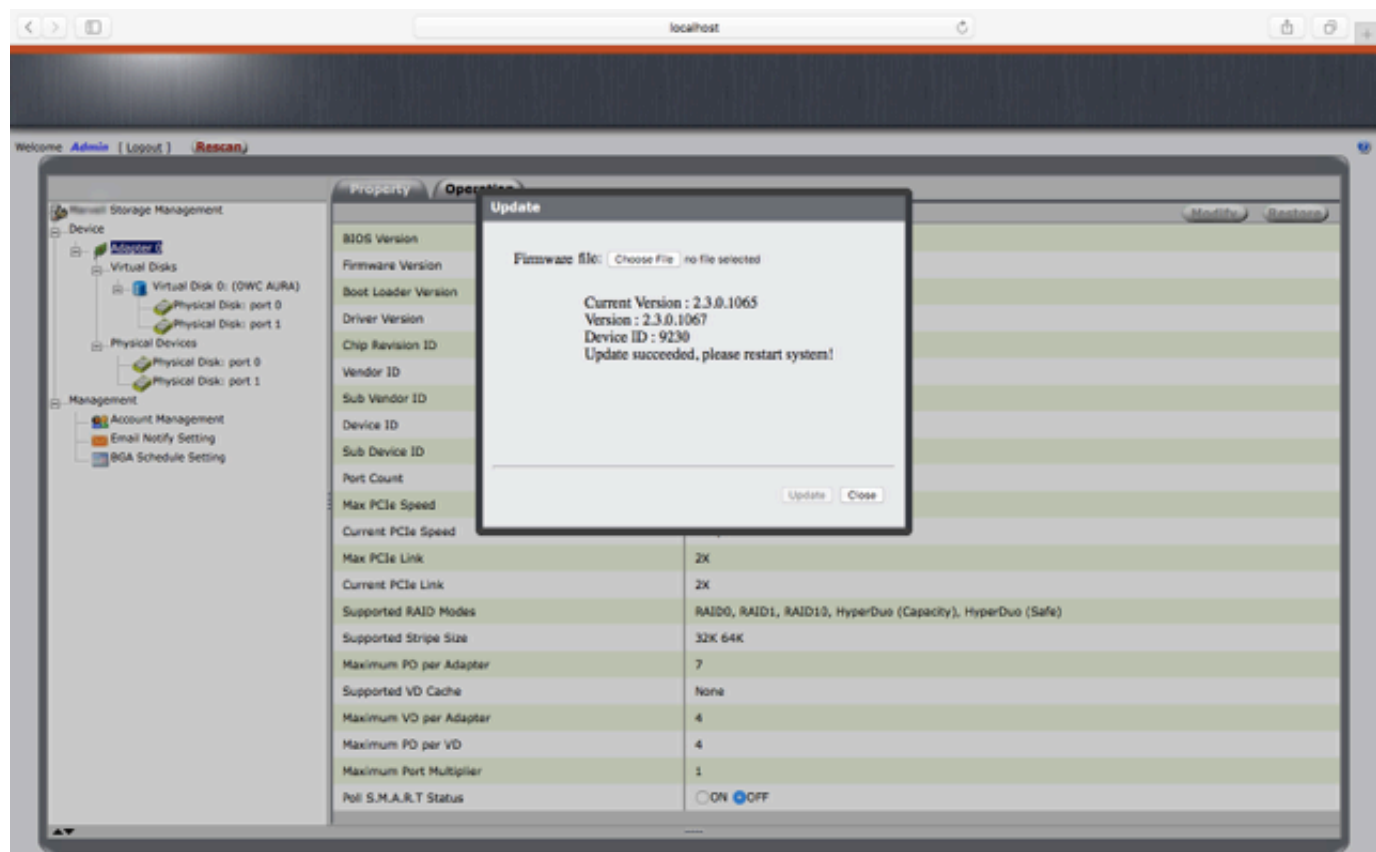 localhost
Welcome Admin [ Logout ] Rescan
Property Operation
Storage Management
Device
Adapter 0
Virtual Disks
Virtual Disk 0: (OWC AURA)
Physical Disk: port 0
Physical Disk: port 1
Physical Devices
Physical Disk: port 0
Physical Disk: port 1
Management
Account Management
Email Notify Setting
BGA Schedule Setting
Modify Restore
BIOS Version
Firmware Version
Boot Loader Version
Driver Version
Chip Revision ID
Vendor ID
Sub Vendor ID
Device ID
Sub Device ID
Port Count
Max PCIe Speed
Current PCIe Speed
Max PCIe Link 2X
Current PCIe Link 2X
Supported RAID Modes RAID0, RAID1, RAID10, HyperDuo (Capacity), HyperDuo (Safe)
Supported Stripe Size 32K 64K
Maximum PD per Adapter 7
Supported VD Cache None
Maximum VD per Adapter 4
Maximum PD per VD 4
Maximum Port Multiplier 1
Poll S.M.A.R.T Status ON OFF
Update
Firmware file: Choose File no file selected
Current Version : 2.3.0.1065
Version : 2.3.0.1067
Device ID : 9230
Update succeeded, please restart system!
Update Close